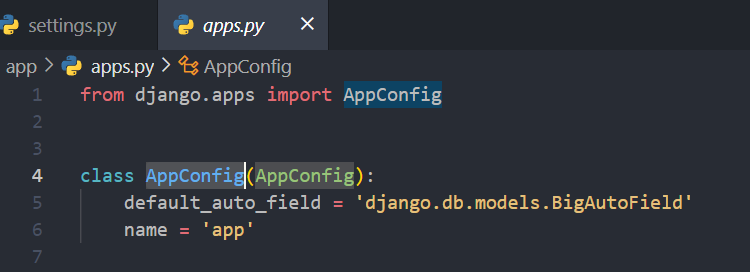 settings.py apps.py
app > apps.py > AppConfig
1 from django.apps import AppConfig
2
3
4 class AppConfig(AppConfig):
5 default_auto_field = 'django.db.models.BigAutoField'
6 name = 'app'
7